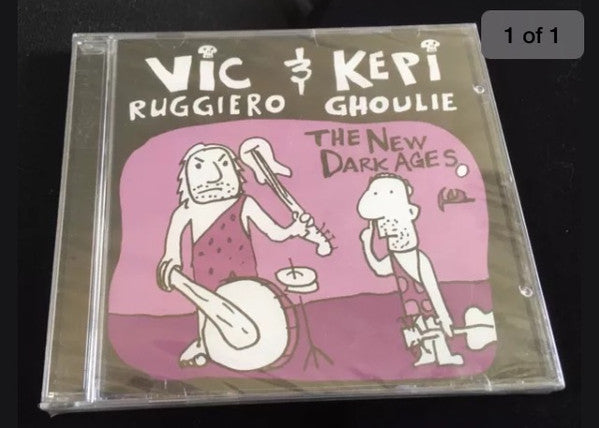 1 of 1
Vic & Kepi
Ruggiero Ghoulie
The New
Dark Ages